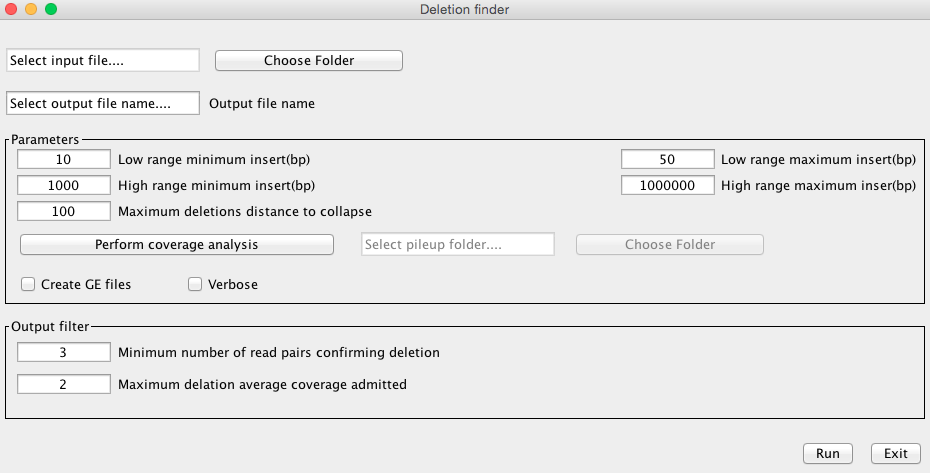 Deletion finder
Select input file.... Choose Folder
Select output file name.... Output file name
Parameters
10 Low range minimum insert(bp) 50 Low range maximum insert(bp)
1000 High range minimum insert(bp) 1000000 High range maximum inser(bp)
100 Maximum deletions distance to collapse
Perform coverage analysis Select pileup folder.... Choose Folder
Create GE files Verbose
Output filter
3 Minimum number of read pairs confirming deletion
2 Maximum delation average coverage admitted
Run Exit